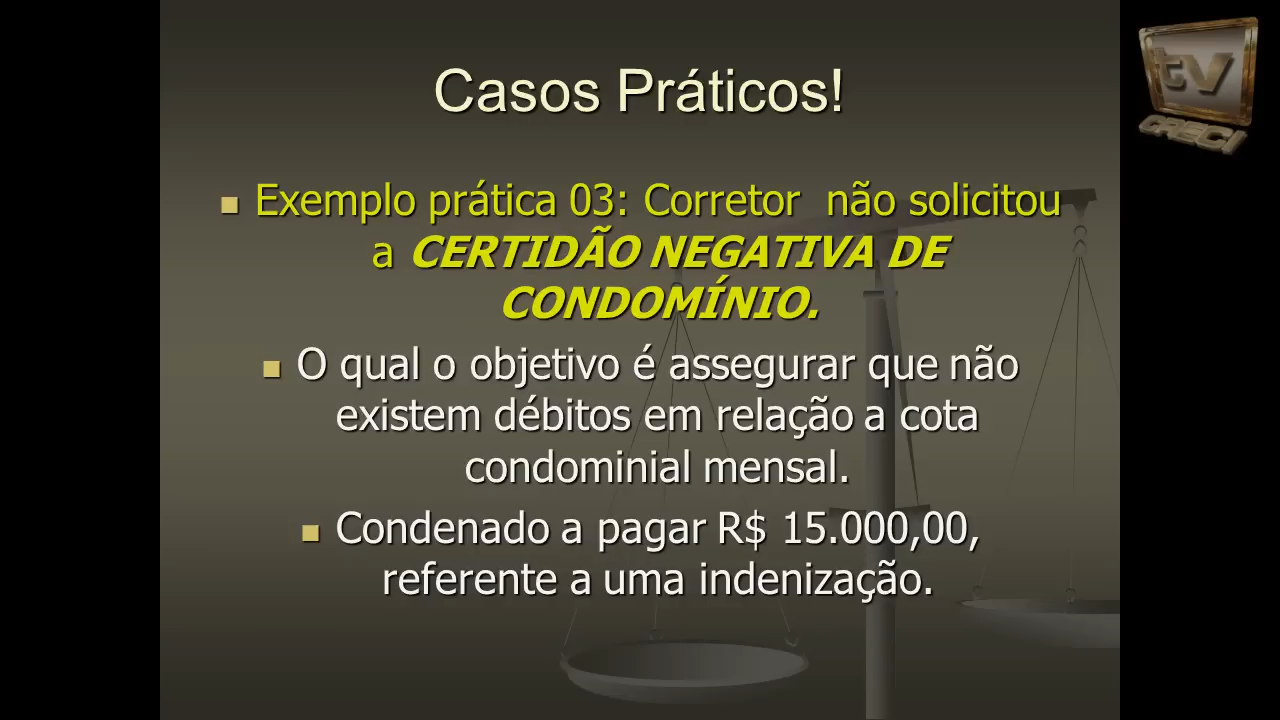 Casos Práticos!
tv
CRECI
Exemplo prática 03: Corretor não solicitou
a CERTIDÃO NEGATIVA DE
CONDOMÍNIO.
O qual o objetivo é assegurar que não
existem débitos em relação a cota
condominial mensal.
Condenado a pagar R$ 15.000,00,
referente a uma indenização.